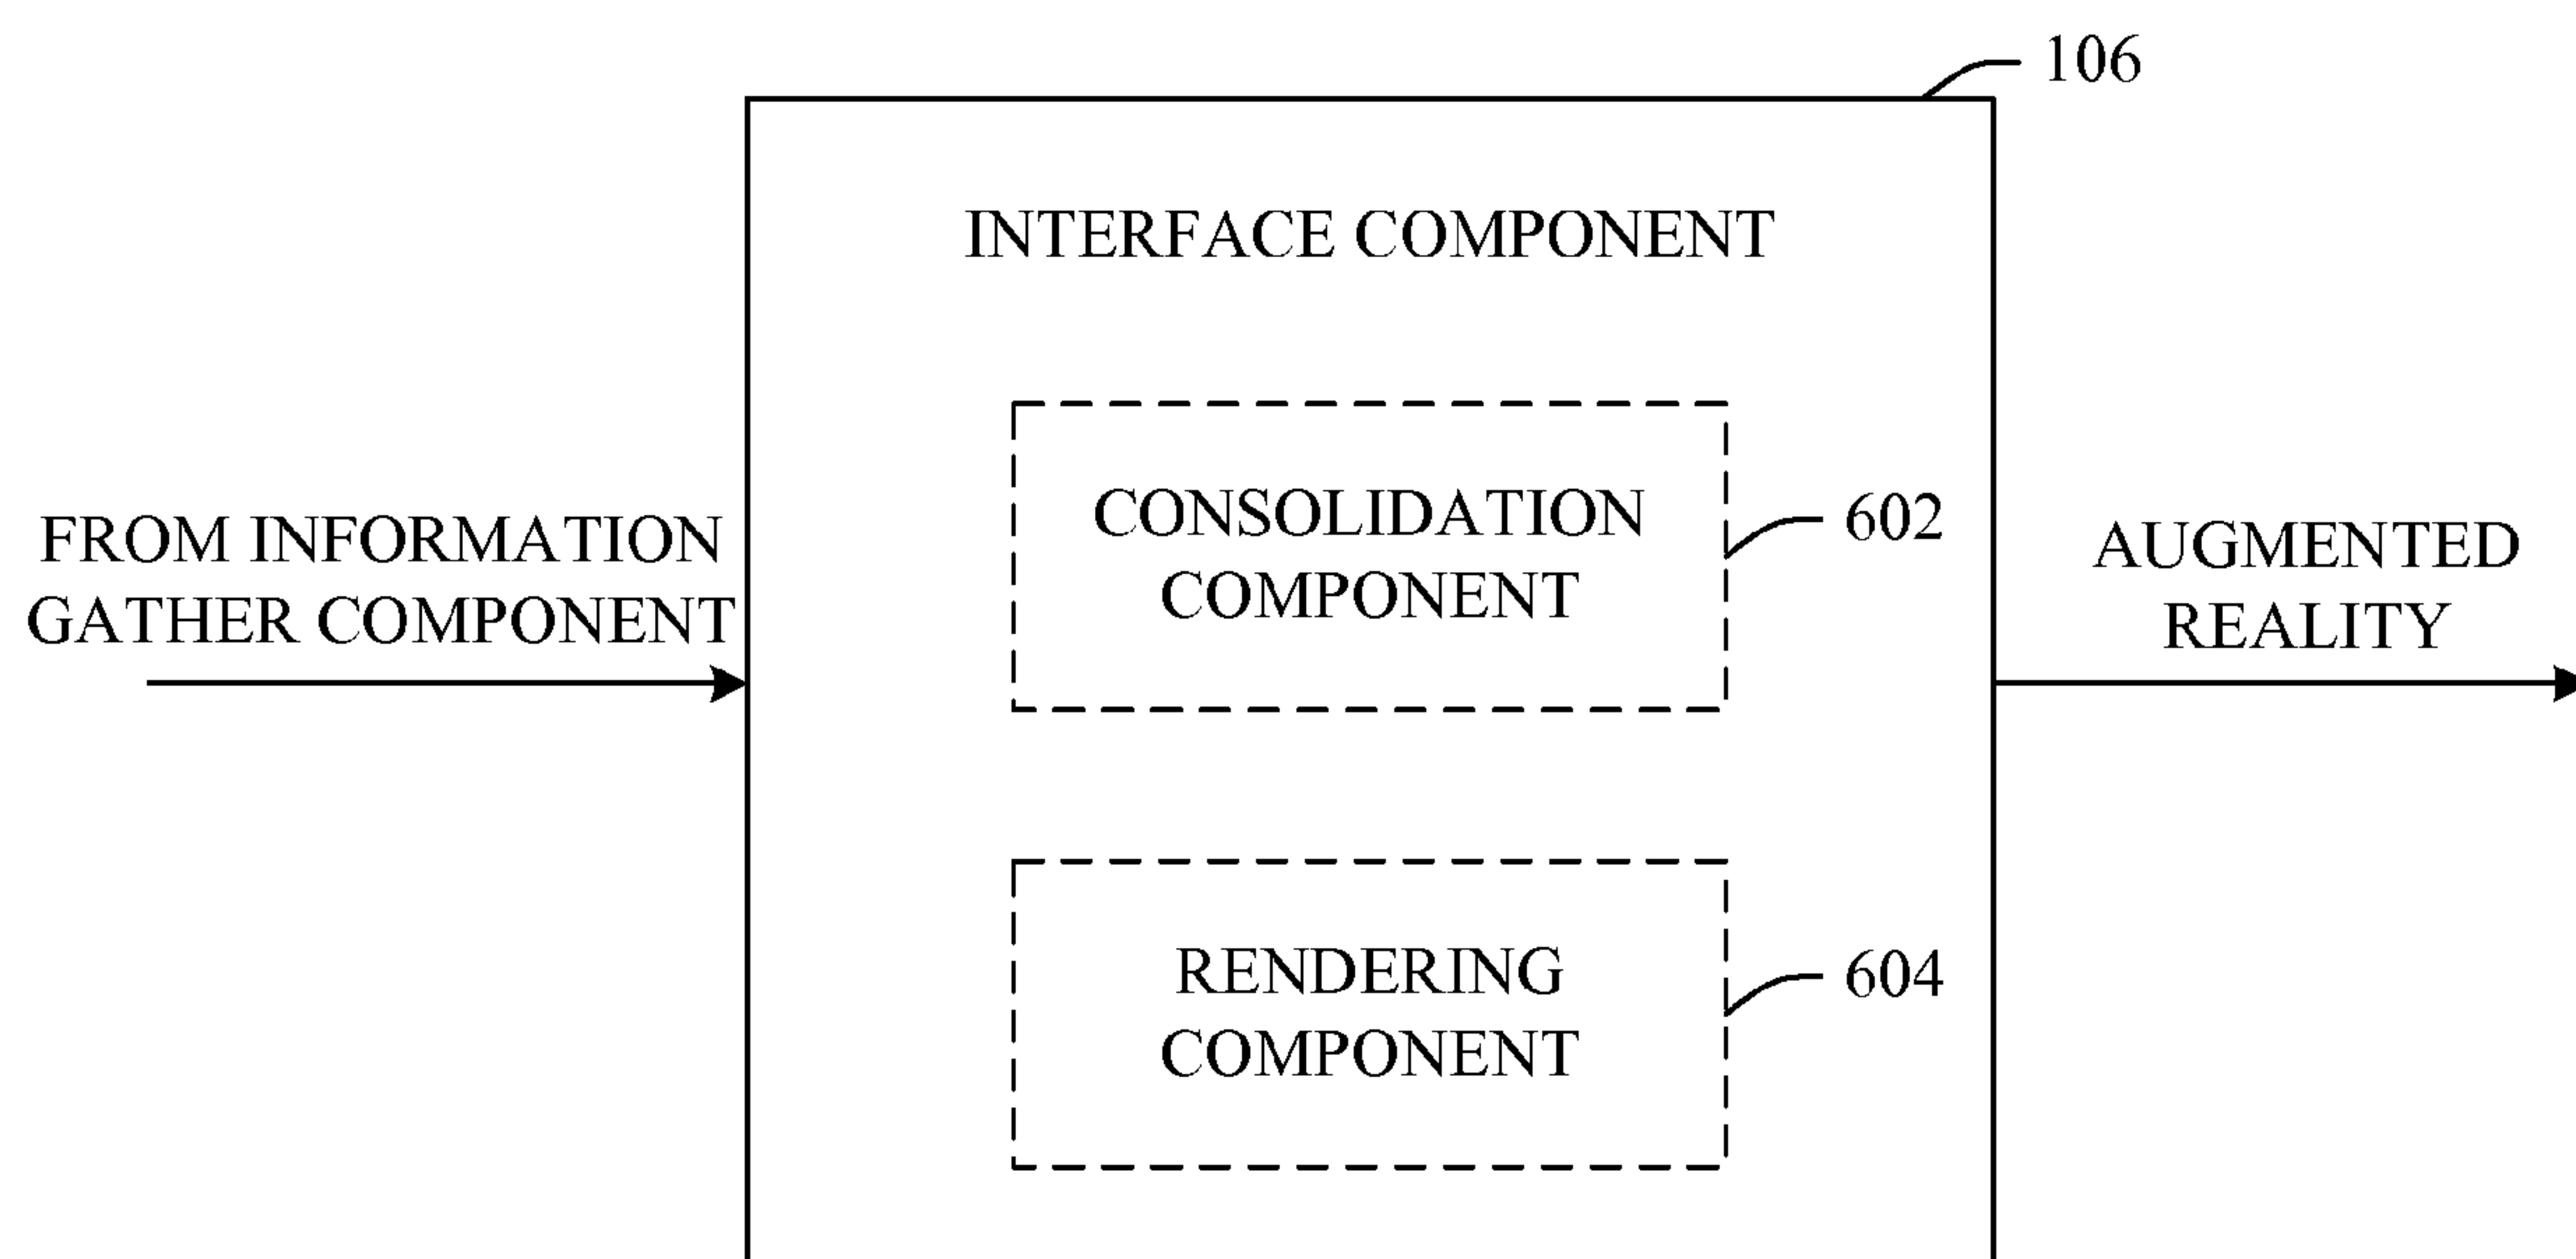 106
INTERFACE COMPONENT
FROM INFORMATION
GATHER COMPONENT
CONSOLIDATION
COMPONENT
602
AUGMENTED
REALITY
RENDERING
COMPONENT
604